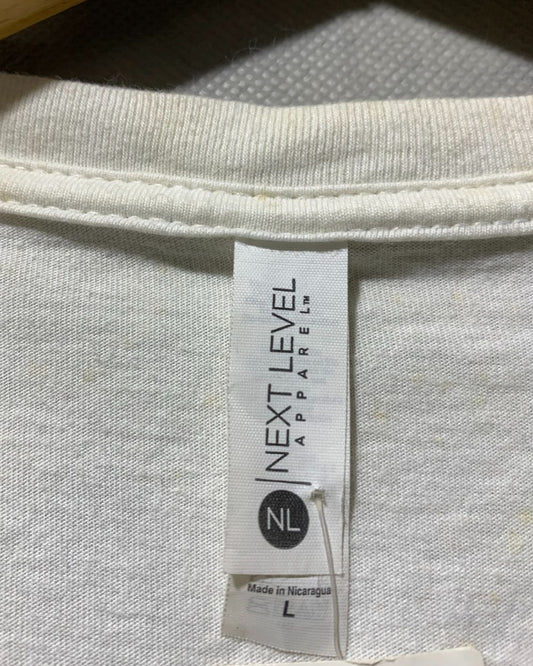 NEXT LEVEL
APPAREL™
NL
Made in Nicaragua
L